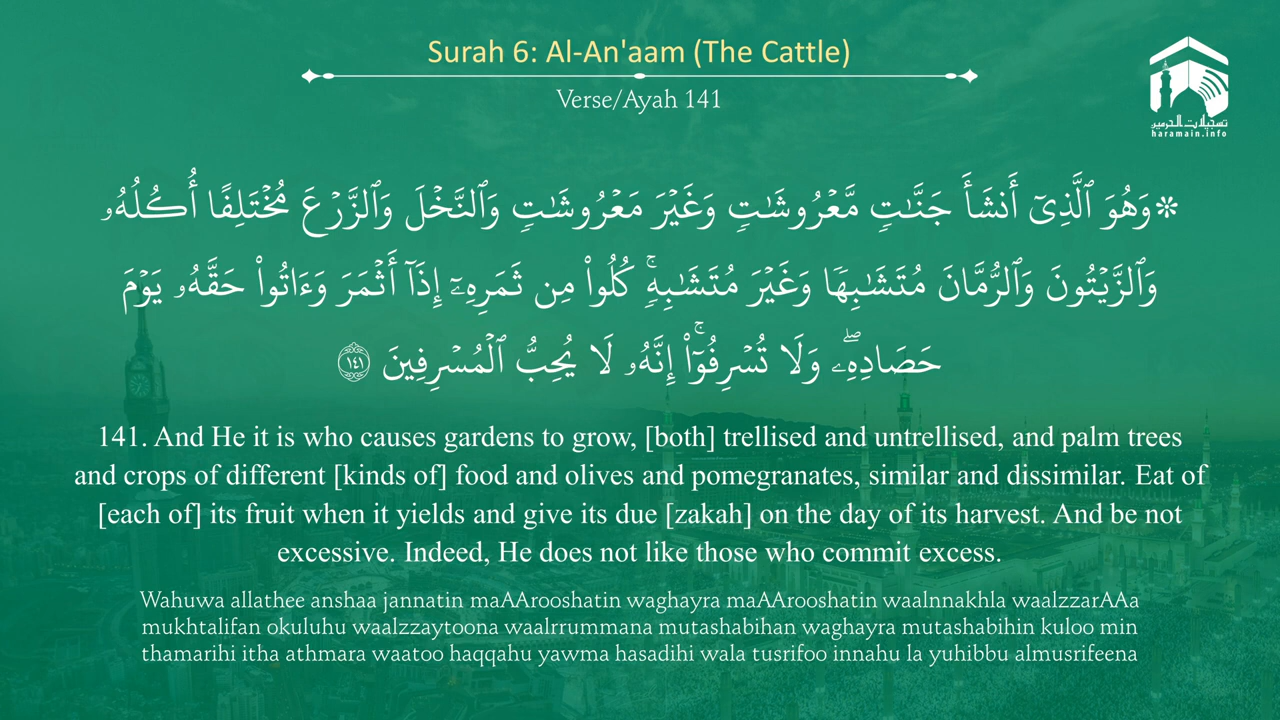 Surah 6: Al-An'aam (The Cattle)
Verse/Ayah 141
تسجيلات الحرمين
haramain.info
۞وَهُوَ ٱلَّذِىٓ أَنشَأَ جَنَّـٰتٍ مَّعْرُوشَـٰتٍ وَغَيْرَ مَعْرُوشَـٰتٍ وَٱلنَّخْلَ وَٱلزَّرْعَ مُخْتَلِفًا أُكُلُهُۥ
وَٱلزَّيْتُونَ وَٱلرُّمَّانَ مُتَشَـٰبِهًا وَغَيْرَ مُتَشَـٰبِهٍۚ كُلُوا۟ مِن ثَمَرِهِۦٓ إِذَآ أَثْمَرَ وَءَاتُوا۟ حَقَّهُۥ يَوْمَ
حَصَادِهِۦۖ وَلَا تُسْرِفُوٓا۟ۚ إِنَّهُۥ لَا يُحِبُّ ٱلْمُسْرِفِينَ ١٤١
141. And He it is who causes gardens to grow, [both] trellised and untrellised, and palm trees
and crops of different [kinds of] food and olives and pomegranates, similar and dissimilar. Eat of
[each of] its fruit when it yields and give its due [zakah] on the day of its harvest. And be not
excessive. Indeed, He does not like those who commit excess.
Wahuwa allathee anshaa jannatin maAArooshatin waghayra maAArooshatin waalnnakhla waalzzarAAa
mukhtalifan okuluhu waalzzaytoona waalrrummana mutashabihan waghayra mutashabihin kuloo min
thamarihi itha athmara waatoo haqqahu yawma hasadihi wala tusrifoo innahu la yuhibbu almusrifeena